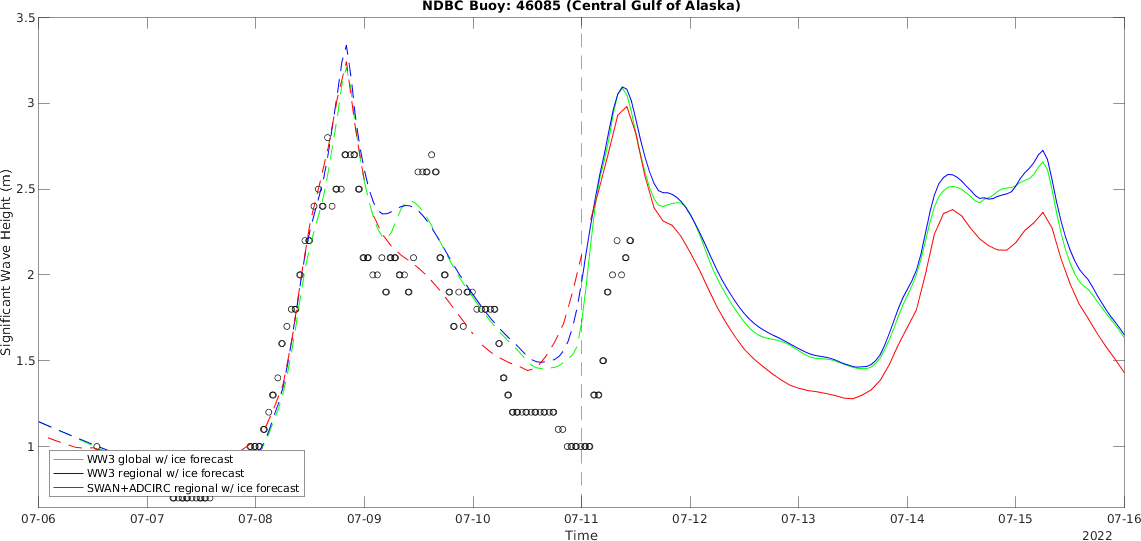 NDBC Buoy: 46085 (Central Gulf of Alaska)
3.5
3
2.5
2
1.5
1
Significant Wave Height (m)
WW3 global w/ ice forecast
WW3 regional w/ ice forecast
SWAN+ADCIRC regional w/ ice forecast
07-06 07-07 07-08 07-09 07-10 07-11 07-12 07-13 07-14 07-15 07-16
Time
2022